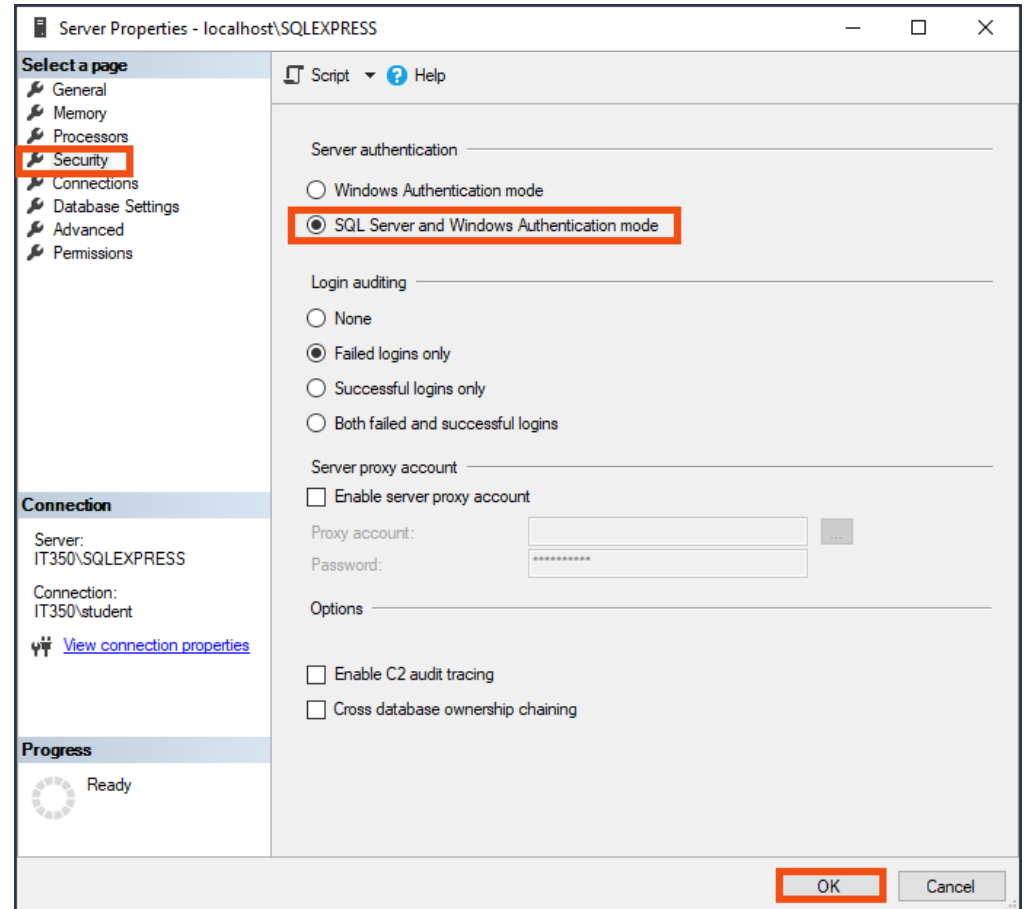 Server Properties - localhost\SQLEXPRESS
Select a page
General
Memory
Processors
Security
Connections
Database Settings
Advanced
Permissions
Script
Help
Server authentication
Windows Authentication mode
SQL Server and Windows Authentication mode
Login auditing
None
Failed logins only
Successful logins only
Both failed and successful logins
Server proxy account
Enable server proxy account
Proxy account:
...
Password:
**********
Options
Enable C2 audit tracing
Cross database ownership chaining
Connection
Server:
IT350\SQLEXPRESS
Connection:
IT350\student
View connection properties
Progress
Ready
OK
Cancel